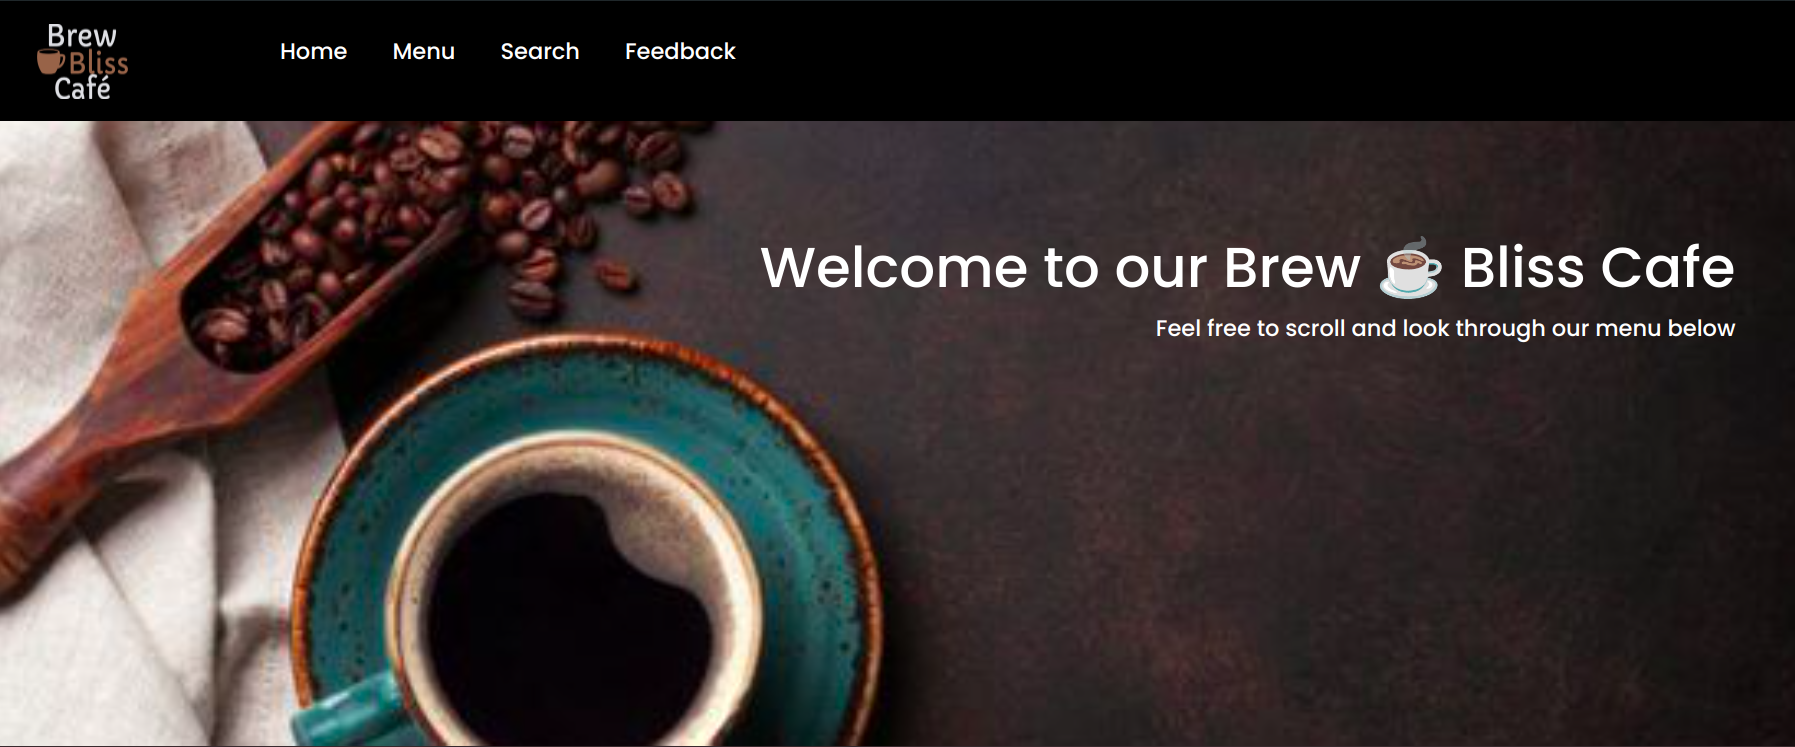 Brew
Bliss
Café
Home Menu Search Feedback
Welcome to our Brew ☕ Bliss Cafe
Feel free to scroll and look through our menu below